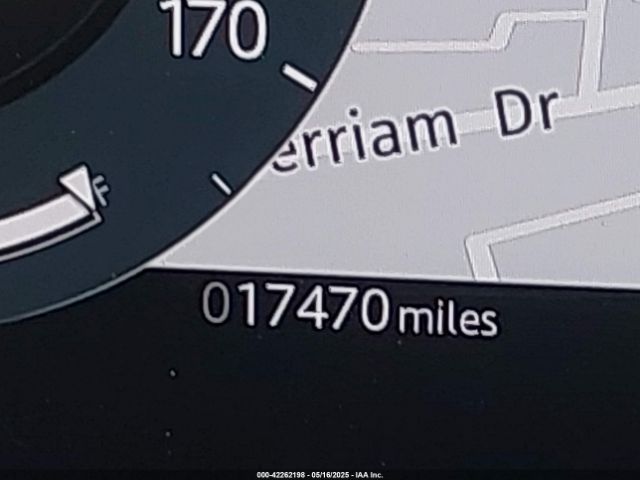 170
erriam Dr
F
017470 miles
000-42262198 - 05/16/2025 - IAA Inc.